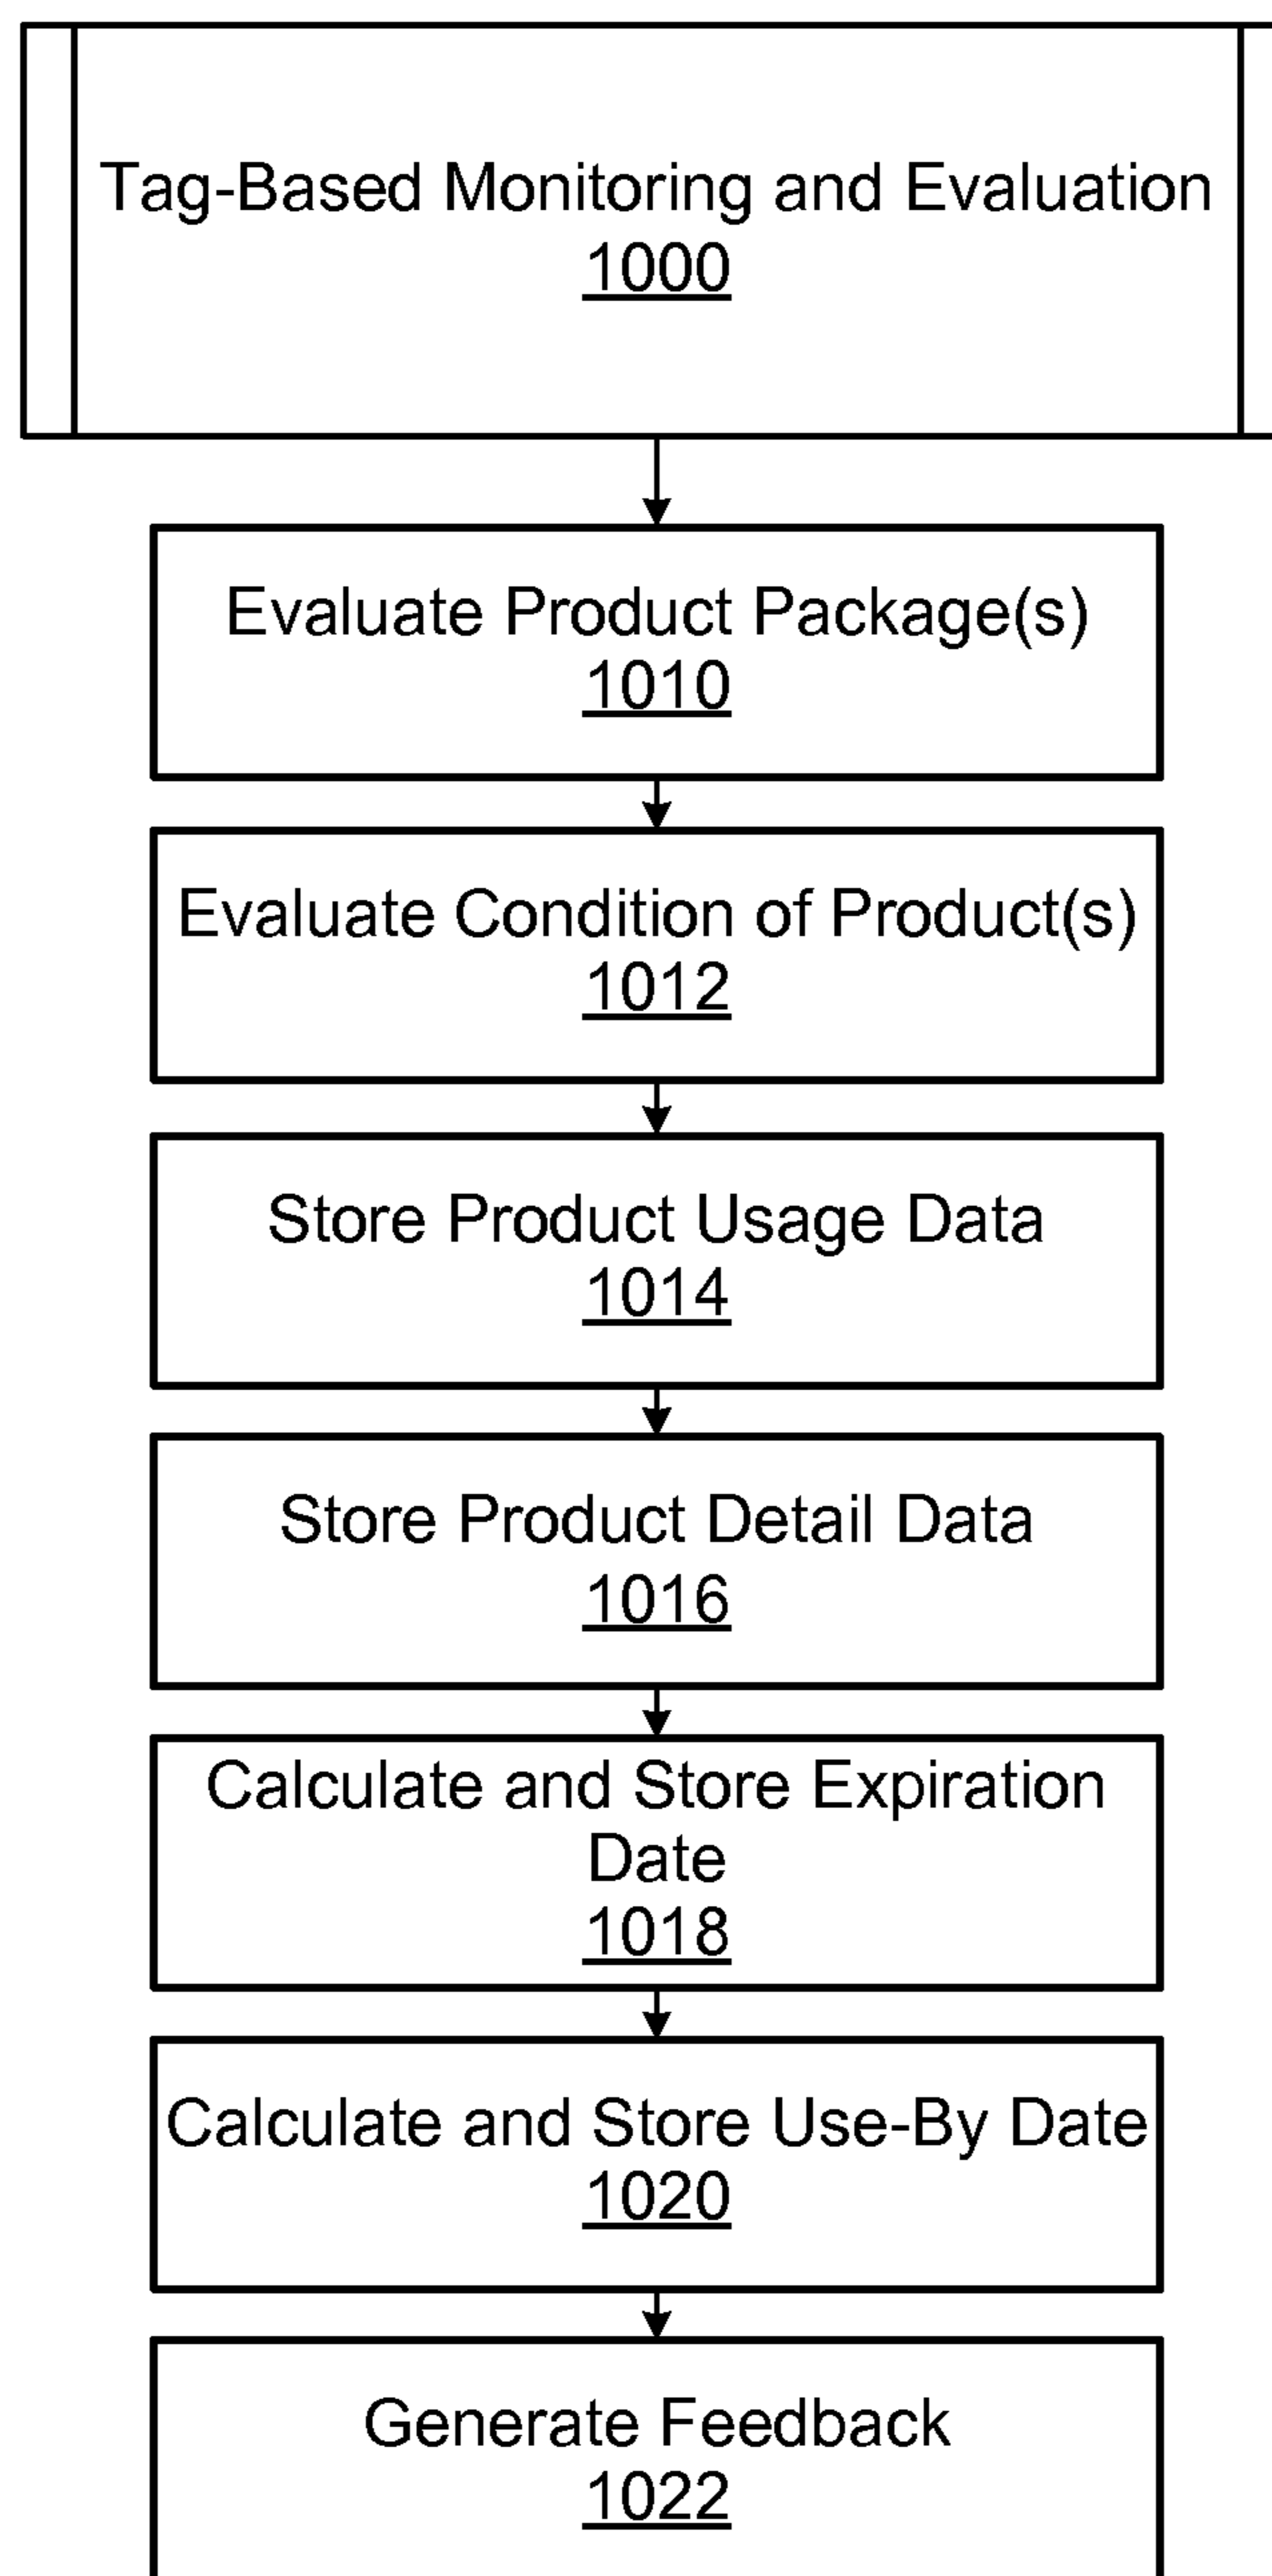 Tag-Based Monitoring and Evaluation
1000
Evaluate Product Package(s)
1010
Evaluate Condition of Product(s)
1012
Store Product Usage Data
1014
Store Product Detail Data
1016
Calculate and Store Expiration
Date
1018
Calculate and Store Use-By Date
1020
Generate Feedback
1022